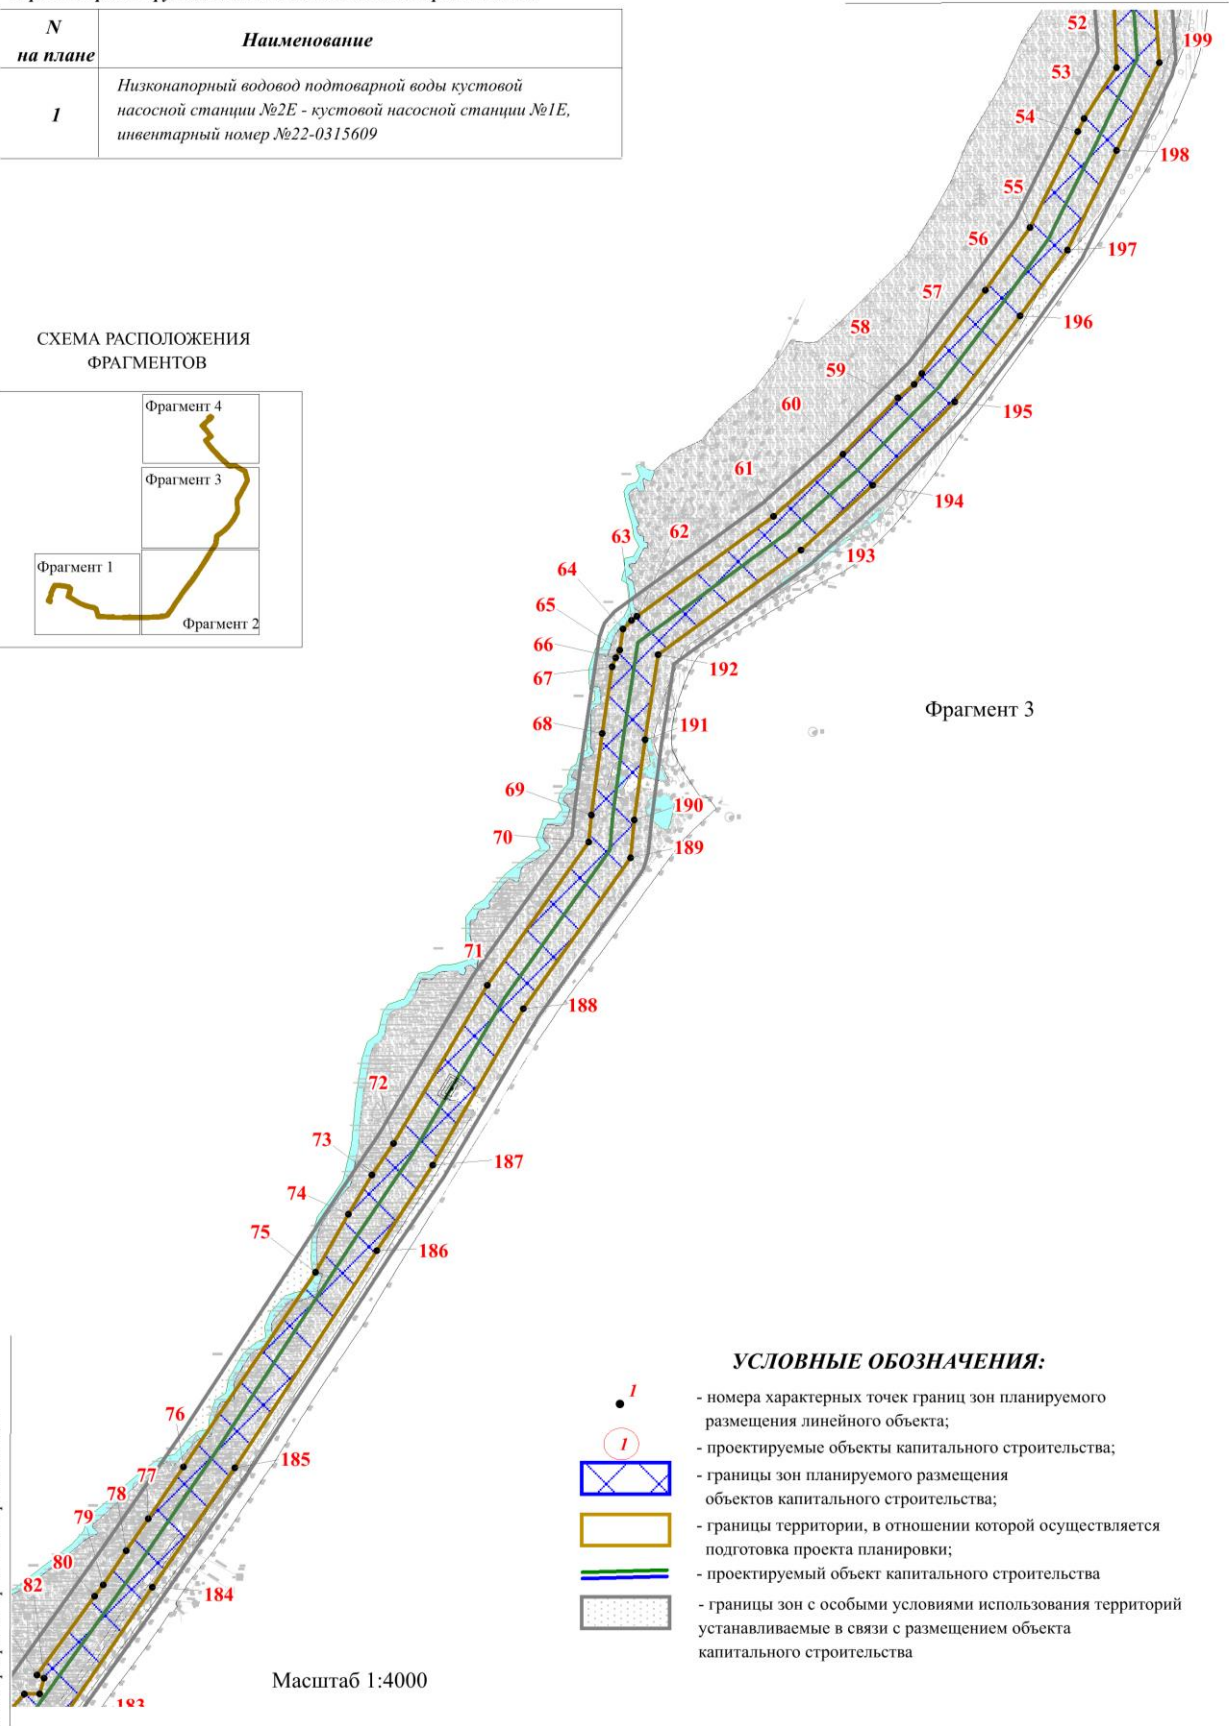 N
на плане
Наименование
1
Низконапорный водовод подтоварной воды кустовой
насосной станции №2Е - кустовой насосной станции №1Е,
инвентарный номер №22-0315609
СХЕМА РАСПОЛОЖЕНИЯ
ФРАГМЕНТОВ
Фрагмент 4
Фрагмент 3
Фрагмент 1
Фрагмент 2
52
199
53
54
198
55
56
197
57
196
58
59
60
195
61
194
63
62
193
64
65
66
192
67
68
191
69
190
70
189
71
188
72
73
187
74
75
186
76
185
77
78
79
80
82
184
183
Фрагмент 3
Масштаб 1:4000
УСЛОВНЫЕ ОБОЗНАЧЕНИЯ:
1
- номера характерных точек границ зон планируемого
размещения линейного объекта;
1
- проектируемые объекты капитального строительства;
- границы зон планируемого размещения
объектов капитального строительства;
- границы территории, в отношении которой осуществляется
подготовка проекта планировки;
- проектируемый объект капитального строительства
- границы зон с особыми условиями использования территорий
устанавливаемые в связи с размещением объекта
капитального строительства